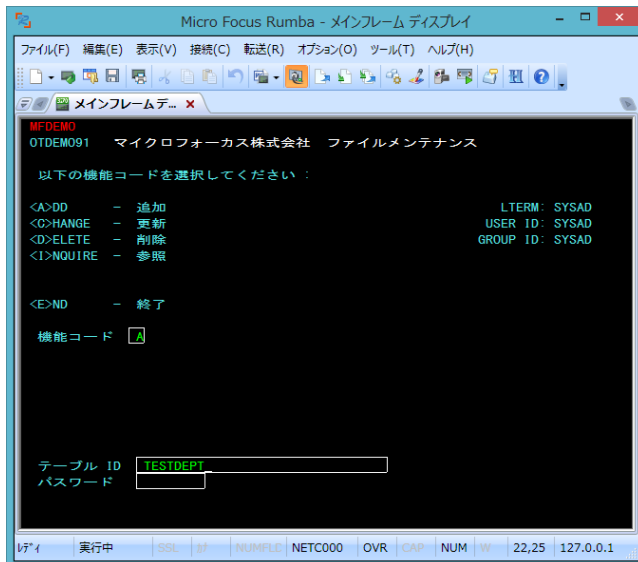 Micro Focus Rumba - メインフレーム ディスプレイ
ファイル(F) 編集(E) 表示(V) 接続(C) 転送(R) オプション(O) ツール(T) ヘルプ(H)
メインフレーム デ...
MFDEMO
OTDEMO91 マイクロフォーカス株式会社 ファイルメンテナンス
以下の機能コードを選択してください :
<A>DD - 追加 LTERM: SYSAD
<C>HANGE - 更新 USER ID: SYSAD
<D>ELETE - 削除 GROUP ID: SYSAD
<I>NQUIRE - 参照
<E>ND - 終了
機能コード A
テーブル ID TESTDEPT_
パスワード
ﾚﾃﾞｨ 実行中 SSL NUMFLD NETC000 OVR CAP NUM W 22,25 127.0.0.1